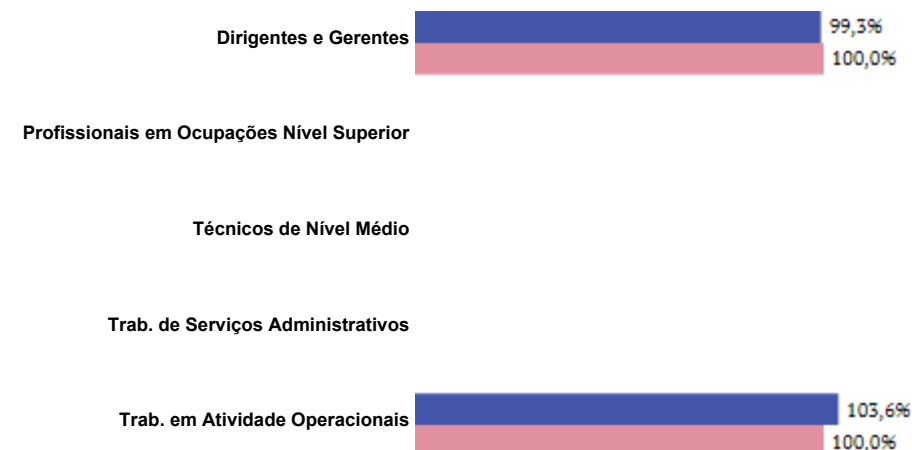 Dirigentes e Gerentes
99,3%
100,0%
Profissionais em Ocupações Nível Superior
Técnicos de Nível Médio
Trab. de Serviços Administrativos
Trab. em Atividade Operacionais
103,6%
100,0%